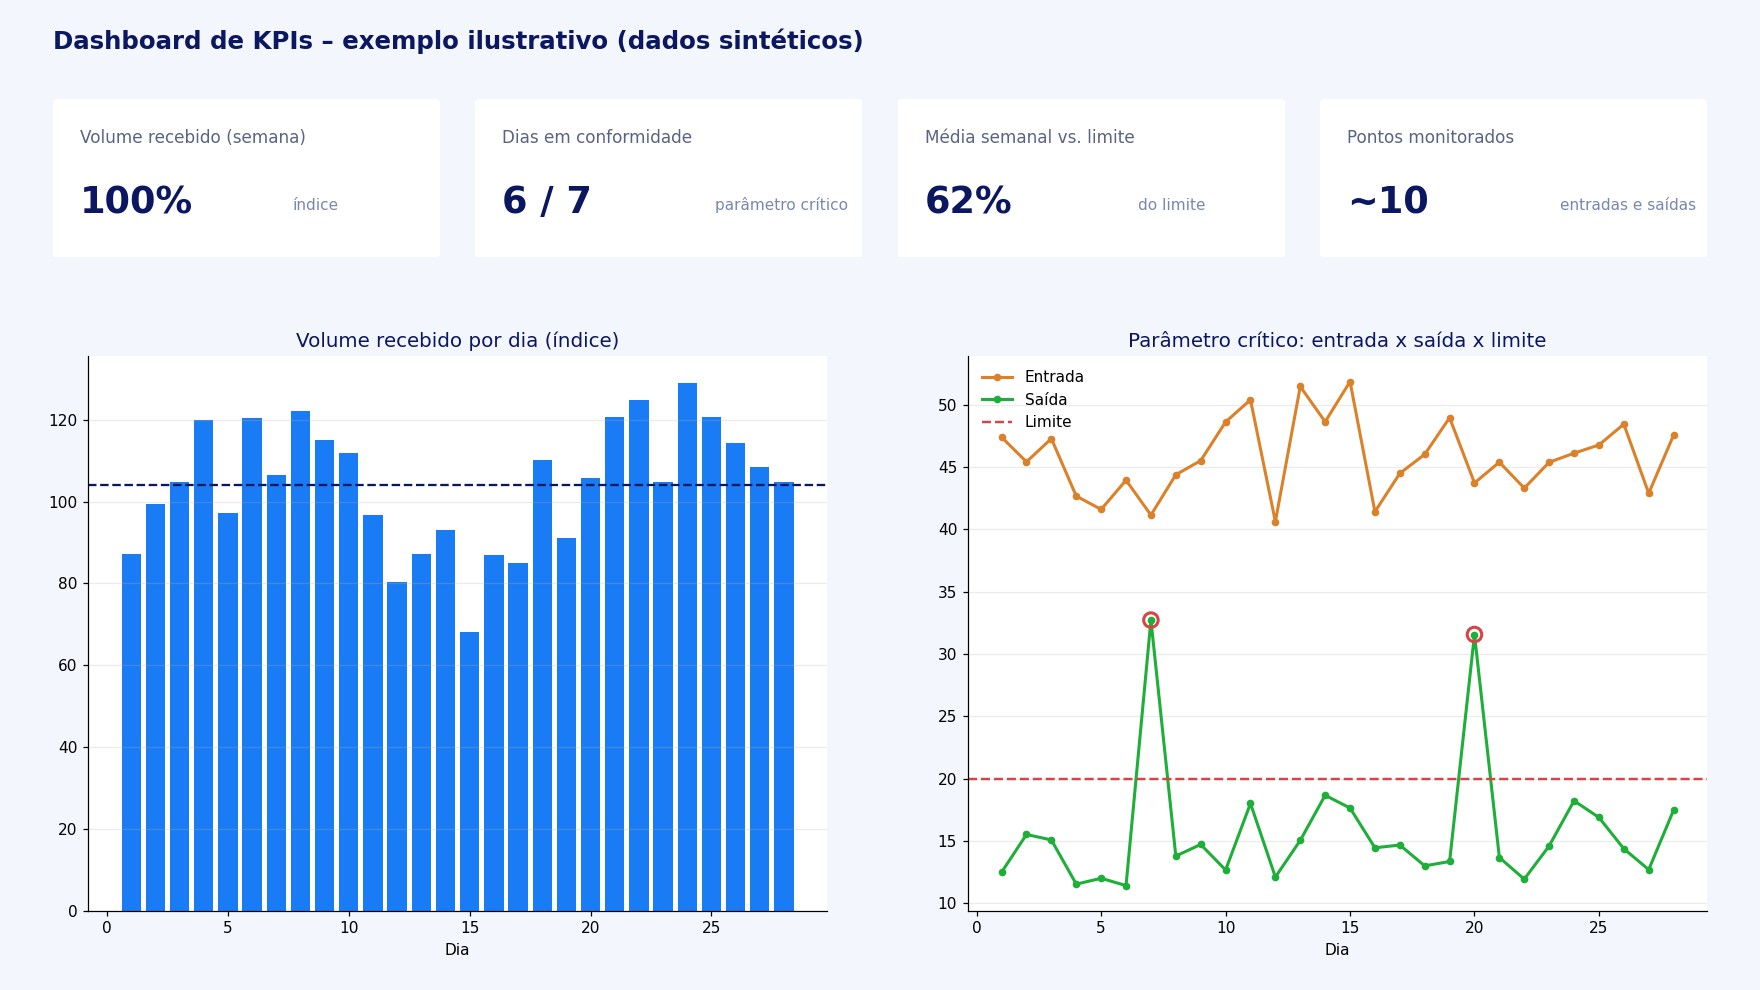 Dashboard de KPIs – exemplo ilustrativo (dados sintéticos)
Volume recebido (semana)
100% índice
Dias em conformidade
6 / 7 parâmetro crítico
Média semanal vs. limite
62% do limite
Pontos monitorados
~10 entradas e saídas
Volume recebido por dia (índice)
120
100
80
60
40
20
0
0 5 10 15 20 25
Dia
Parâmetro crítico: entrada x saída x limite
Entrada
Saída
Limite
50
45
40
35
30
25
20
15
10
0 5 10 15 20 25
Dia